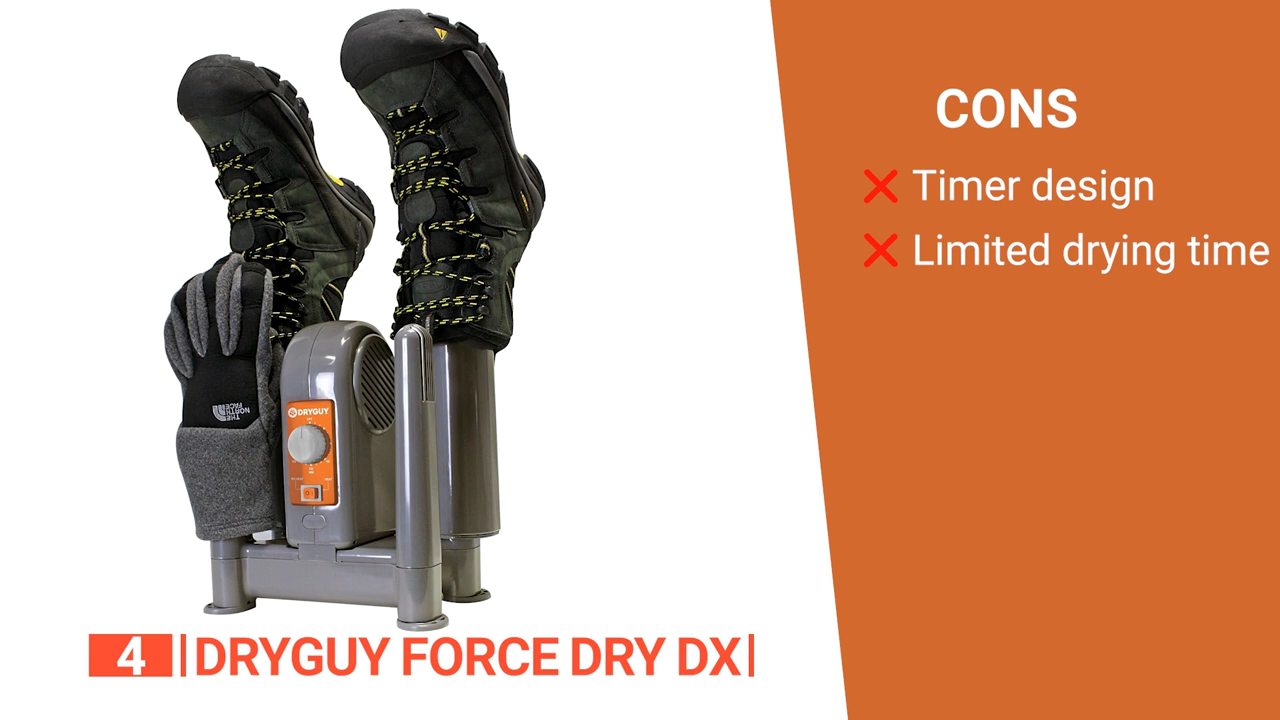 CONS
Timer design
Limited drying time
THE
NORTH
FACE
DRYGUY
4 DRYGUY FORCE DRY DX